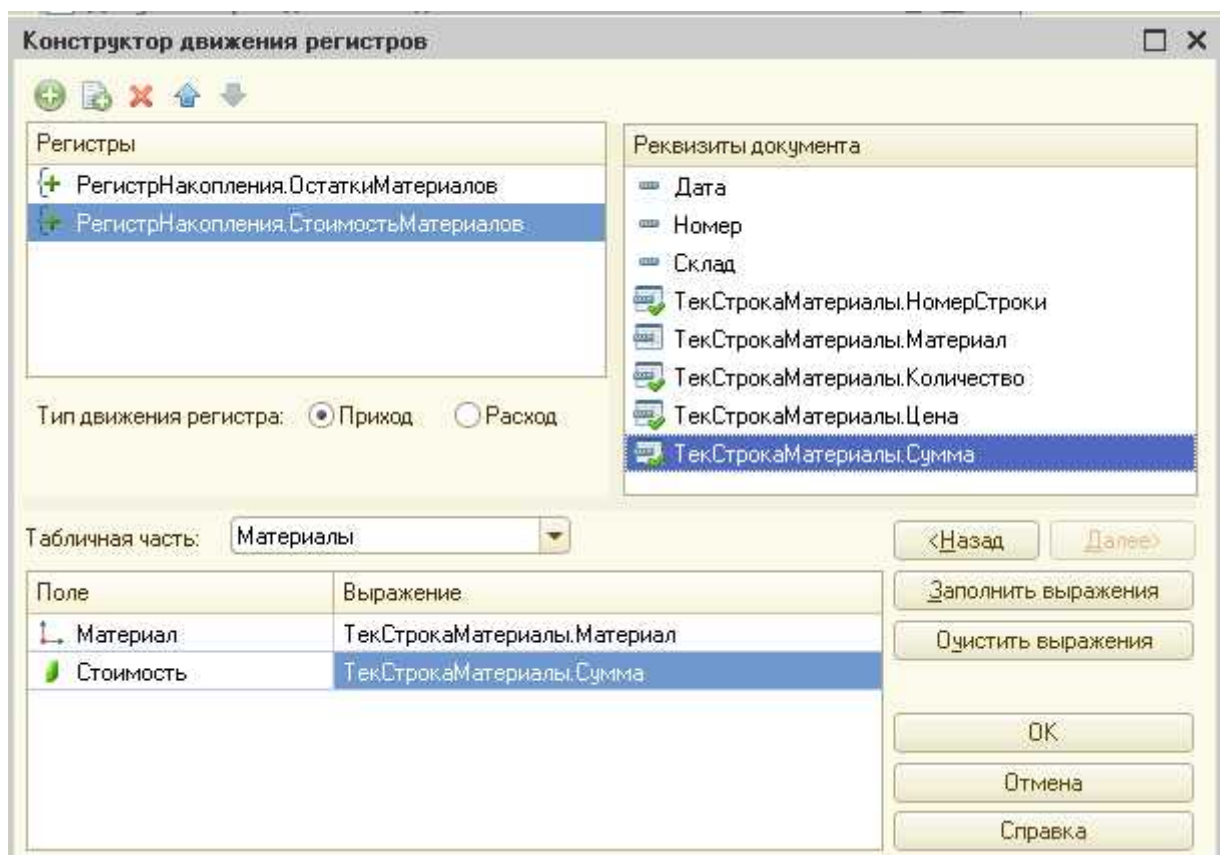 Конструктор движения регистров
Регистры
РегистрНакопления.ОстаткиМатериалов
РегистрНакопления.СтоимостьМатериалов
Реквизиты документа
Дата
Номер
Склад
ТекСтрокаМатериалы.НомерСтроки
ТекСтрокаМатериалы.Материал
ТекСтрокаМатериалы.Количество
ТекСтрокаМатериалы.Цена
ТекСтрокаМатериалы.Сумма
Тип движения регистра: Приход Расход
Табличная часть: Материалы
<Назад Далее>
Поле Выражение
Материал ТекСтрокаМатериалы.Материал
Стоимость ТекСтрокаМатериалы.Сумма
Заполнить выражения
Очистить выражения
ОК
Отмена
Справка